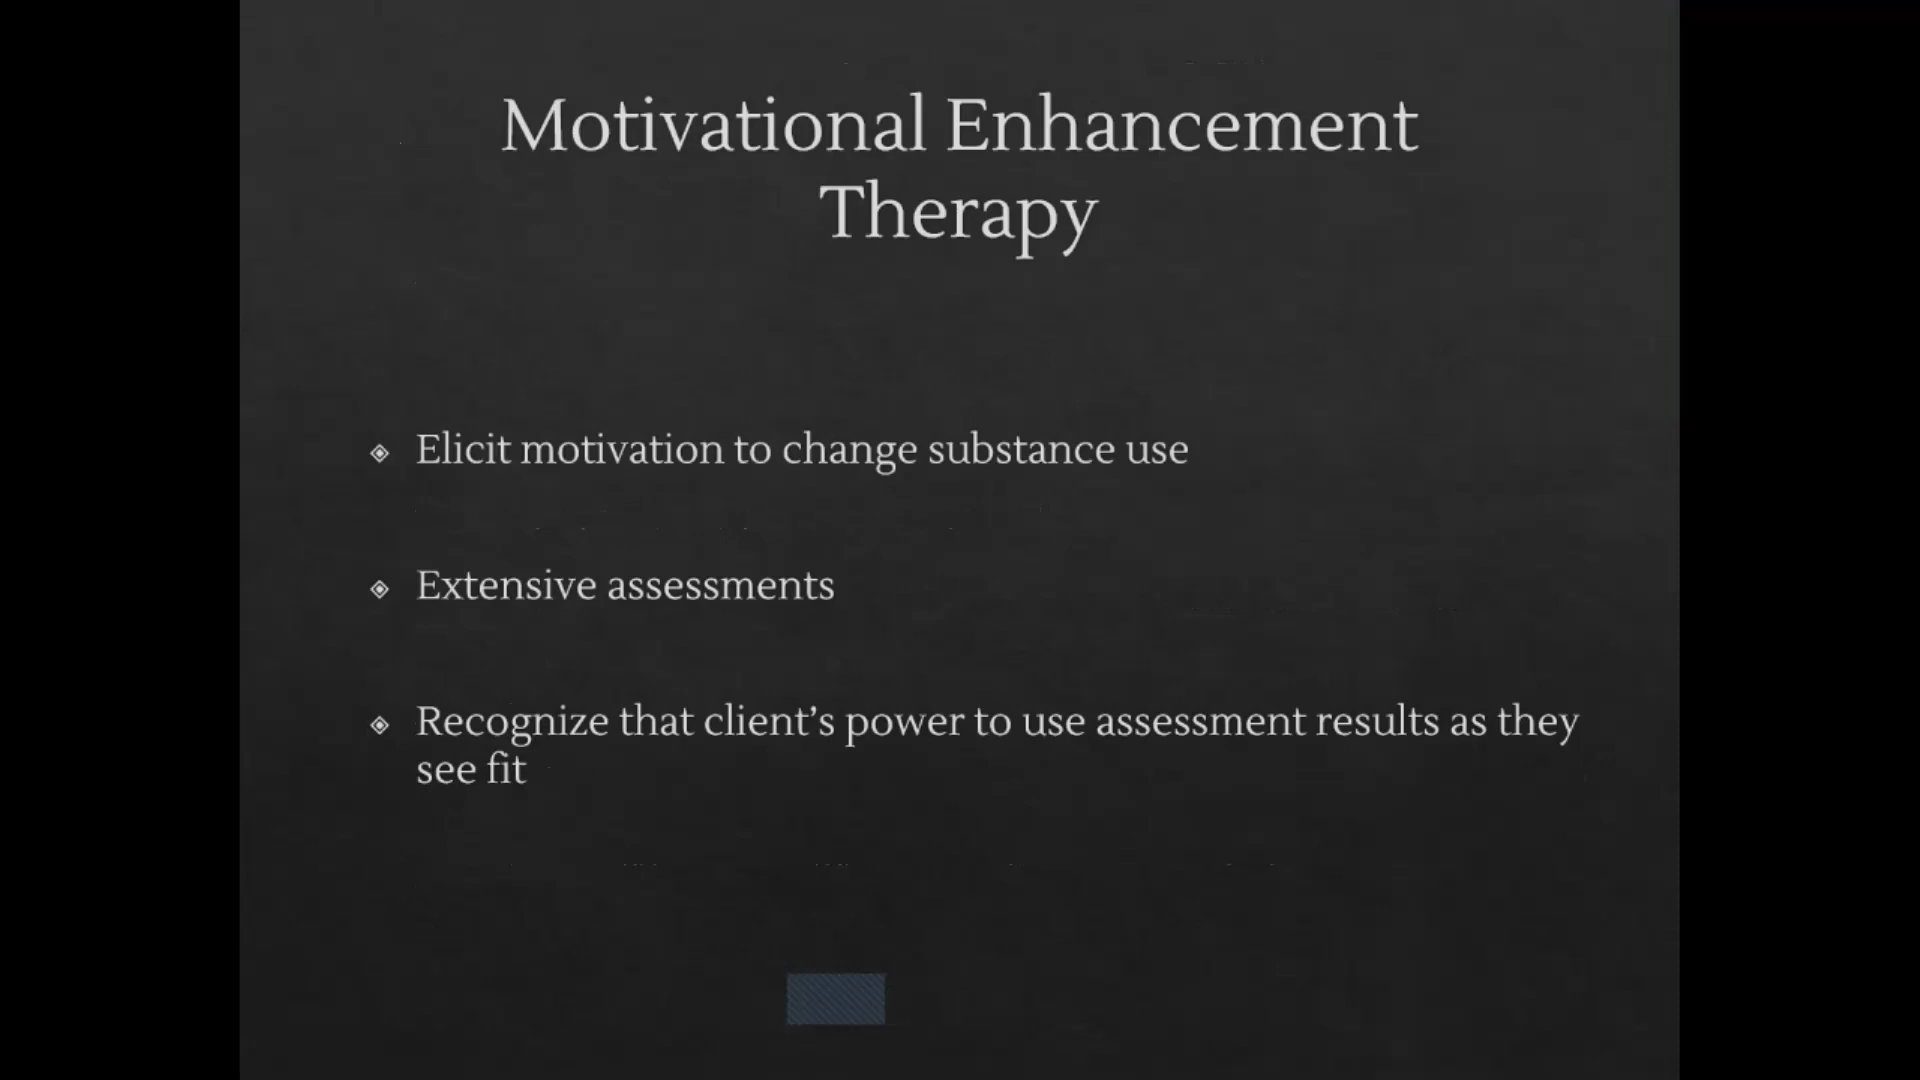 Motivational Enhancement
Therapy
Elicit motivation to change substance use
Extensive assessments
Recognize that client’s power to use assessment results as they
see fit